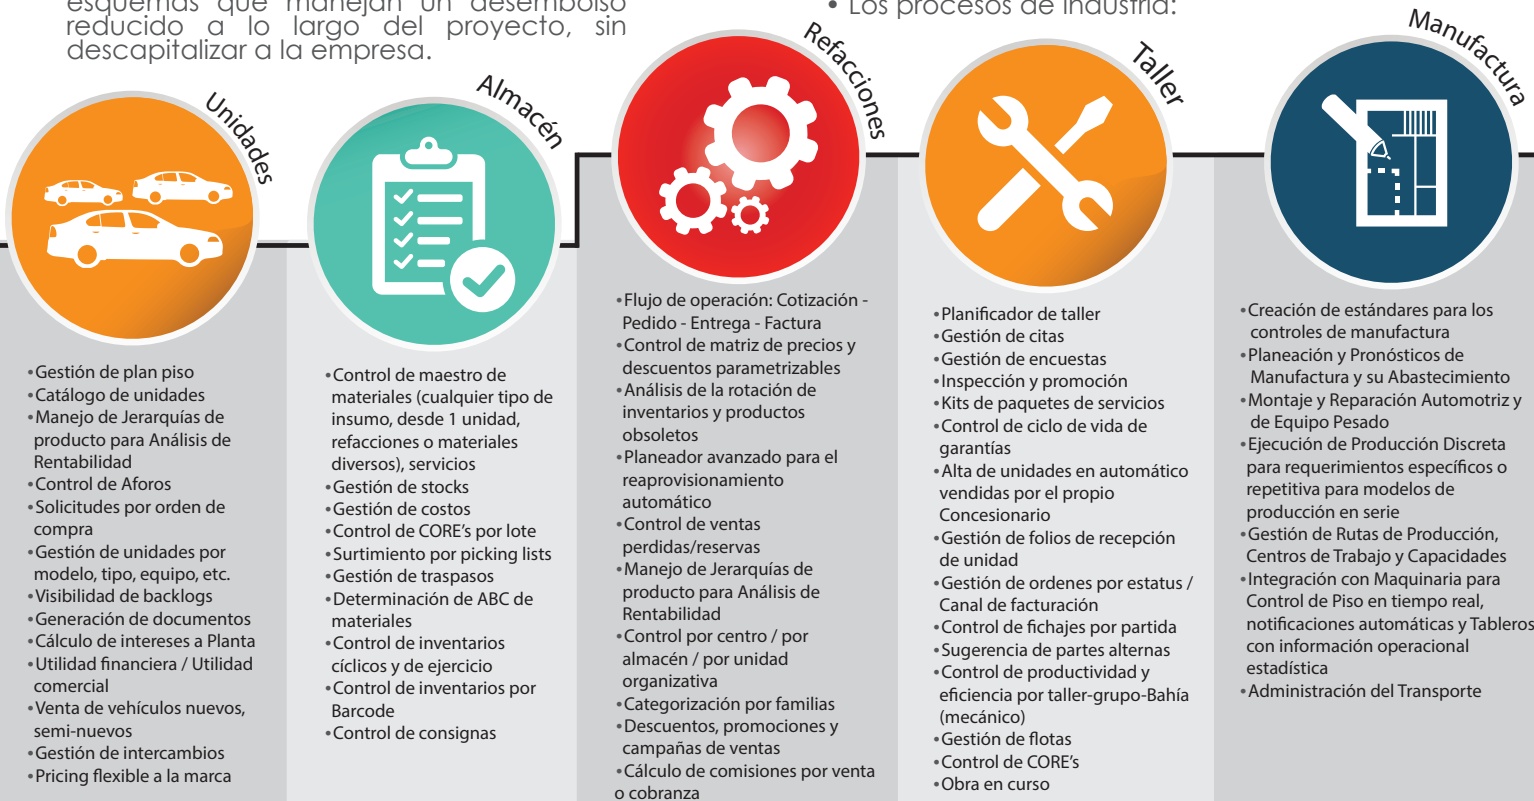 esquemas que manejan un desembolso
reducido a lo largo del proyecto, sin
descapitalizar a la empresa.
• Los procesos de industria:
Unidades
•Gestión de plan piso
•Catálogo de unidades
•Manejo de Jerarquías de
producto para Análisis de
Rentabilidad
•Control de Aforos
•Solicitudes por orden de
compra
•Gestión de unidades por
modelo, tipo, equipo, etc.
•Visibilidad de backlogs
•Generación de documentos
•Cálculo de intereses a Planta
•Utilidad financiera / Utilidad
comercial
•Venta de vehículos nuevos,
semi-nuevos
•Gestión de intercambios
•Pricing flexible a la marca
Almacén
•Control de maestro de
materiales (cualquier tipo de
insumo, desde 1 unidad,
refacciones o materiales
diversos), servicios
•Gestión de stocks
•Gestión de costos
•Control de CORE's por lote
•Surtimiento por picking lists
•Gestión de traspasos
•Determinación de ABC de
materiales
•Control de inventarios
cíclicos y de ejercicio
•Control de inventarios por
Barcode
•Control de consignas
Refacciones
•Flujo de operación: Cotización -
Pedido - Entrega - Factura
•Control de matriz de precios y
descuentos parametrizables
•Análisis de la rotación de
inventarios y productos
obsoletos
•Planeador avanzado para el
reaprovisionamiento
automático
•Control de ventas
perdidas/reservas
•Manejo de Jerarquías de
producto para Análisis de
Rentabilidad
•Control por centro / por
almacén / por unidad
organizativa
•Categorización por familias
•Descuentos, promociones y
campañas de ventas
•Cálculo de comisiones por venta
o cobranza
Taller
•Planificador de taller
•Gestión de citas
•Gestión de encuestas
•Inspección y promoción
•Kits de paquetes de servicios
•Control de ciclo de vida de
garantías
•Alta de unidades en automático
vendidas por el propio
Concesionario
•Gestión de folios de recepción
de unidad
•Gestión de ordenes por estatus /
Canal de facturación
•Control de fichajes por partida
•Sugerencia de partes alternas
•Control de productividad y
eficiencia por taller-grupo-Bahía
(mecánico)
•Gestión de flotas
•Control de CORE's
•Obra en curso
Manufactura
•Creación de estándares para los
controles de manufactura
•Planeación y Pronósticos de
Manufactura y su Abastecimiento
•Montaje y Reparación Automotriz y
de Equipo Pesado
•Ejecución de Producción Discreta
para requerimientos específicos o
repetitiva para modelos de
producción en serie
•Gestión de Rutas de Producción,
Centros de Trabajo y Capacidades
•Integración con Maquinaria para
Control de Piso en tiempo real,
notificaciones automáticas y Tableros
con información operacional
estadística
•Administración del Transporte